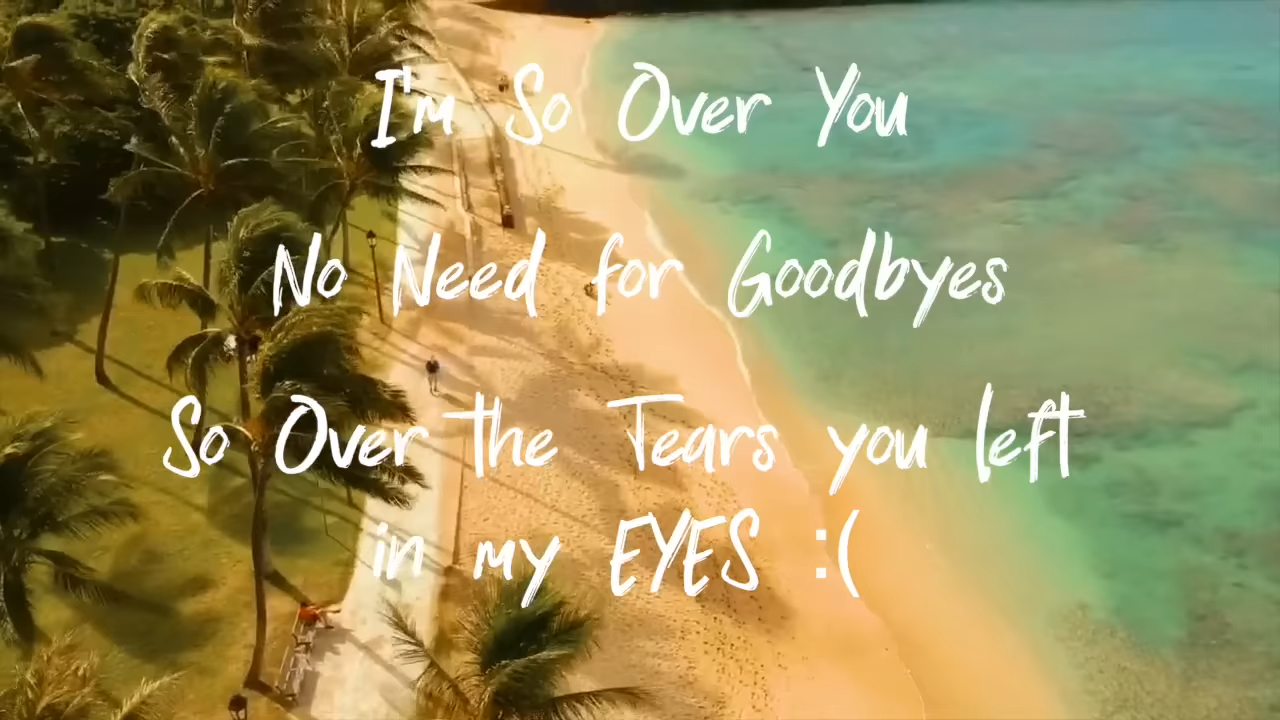 I'm So Over You
No Need for Goodbyes
So Over the Tears you left
in my EYES :(